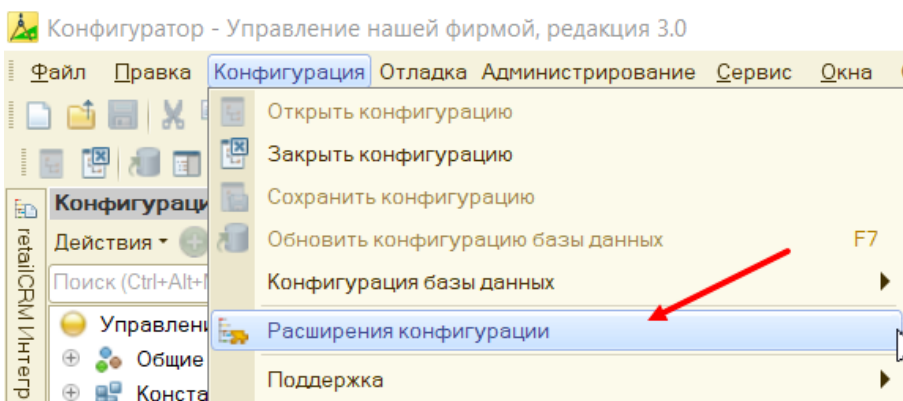 Конфигуратор - Управление нашей фирмой, редакция 3.0
Файл Правка Конфигурация Отладка Администрирование Сервис Окна
Открыть конфигурацию
Закрыть конфигурацию
Сохранить конфигурацию
Обновить конфигурацию базы данных F7
Конфигурация базы данных
Расширения конфигурации
Поддержка
Конфигураци
Действия
Поиск (Ctrl+Alt+
Управлен
Общие
Конста
retailCRM Интегр